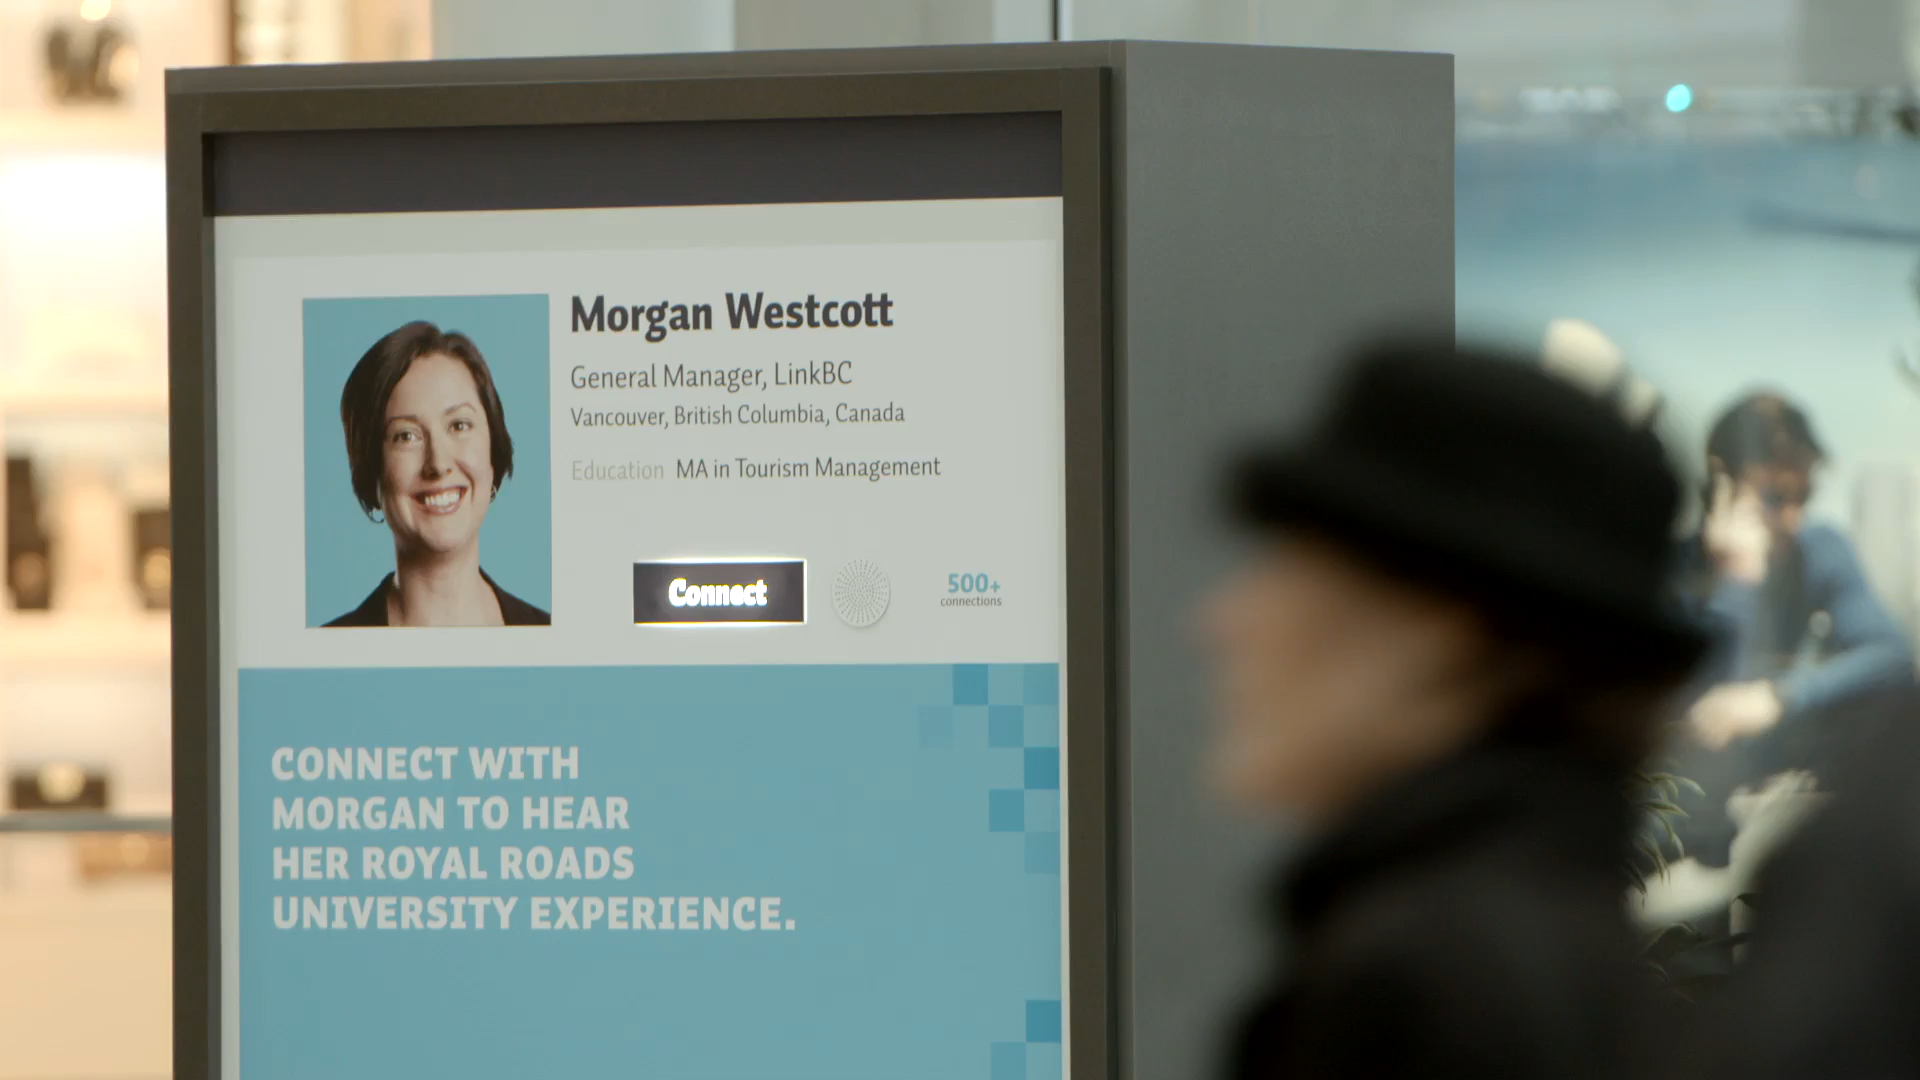 Morgan Westcott
General Manager, LinkBC
Vancouver, British Columbia, Canada
Education MA in Tourism Management
Connect
500+
connections
CONNECT WITH
MORGAN TO HEAR
HER ROYAL ROADS
UNIVERSITY EXPERIENCE.